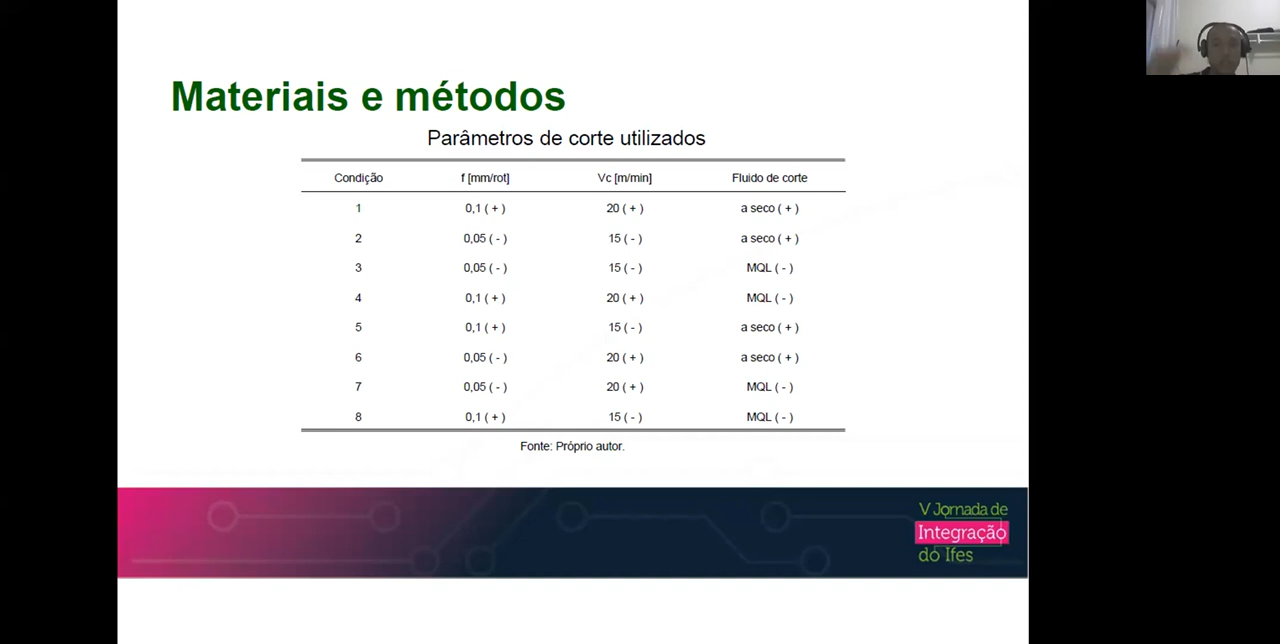 Materiais e métodos
Parâmetros de corte utilizados
Condição f [mm/rot] Vc [m/min] Fluido de corte
1 0,1 ( + ) 20 ( + ) a seco ( + )
2 0,05 ( - ) 15 ( - ) a seco ( + )
3 0,05 ( - ) 15 ( - ) MQL ( - )
4 0,1 ( + ) 20 ( + ) MQL ( - )
5 0,1 ( + ) 15 ( - ) a seco ( + )
6 0,05 ( - ) 20 ( + ) a seco ( + )
7 0,05 ( - ) 20 ( + ) MQL ( - )
8 0,1 ( + ) 15 ( - ) MQL ( - )
Fonte: Próprio autor.
V Jornada de
Integração
do Ifes